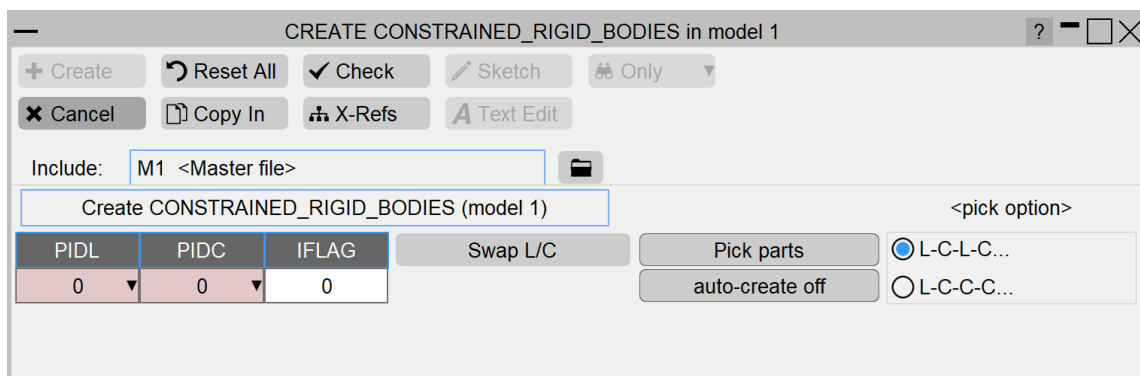 CREATE CONSTRAINED_RIGID_BODIES in model 1 ?
Create Reset All Check Sketch Only
Cancel Copy In X-Refs A Text Edit
Include: M1 <Master file>
Create CONSTRAINED_RIGID_BODIES (model 1) <pick option>
PIDL PIDC IFLAG Swap L/C Pick parts L-C-L-C...
0 0 0 auto-create off L-C-C-C...